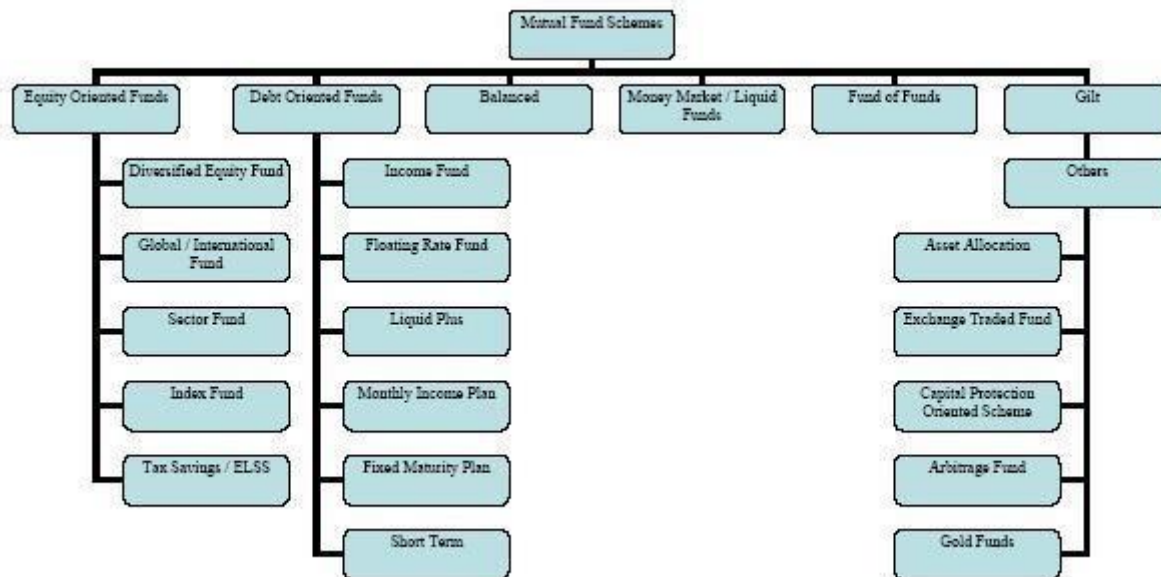 Mutual Fund Schemes
Equity Oriented Funds
Debt Oriented Funds
Balanced
Money Market / Liquid
Funds
Fund of Funds
Gilt
Diversified Equity Fund
Global / International
Fund
Sector Fund
Index Fund
Tax Savings / ELSS
Income Fund
Floating Rate Fund
Liquid Plus
Monthly Income Plan
Fixed Maturity Plan
Short Term
Others
Asset Allocation
Exchange Traded Fund
Capital Protection
Oriented Scheme
Arbitrage Fund
Gold Funds